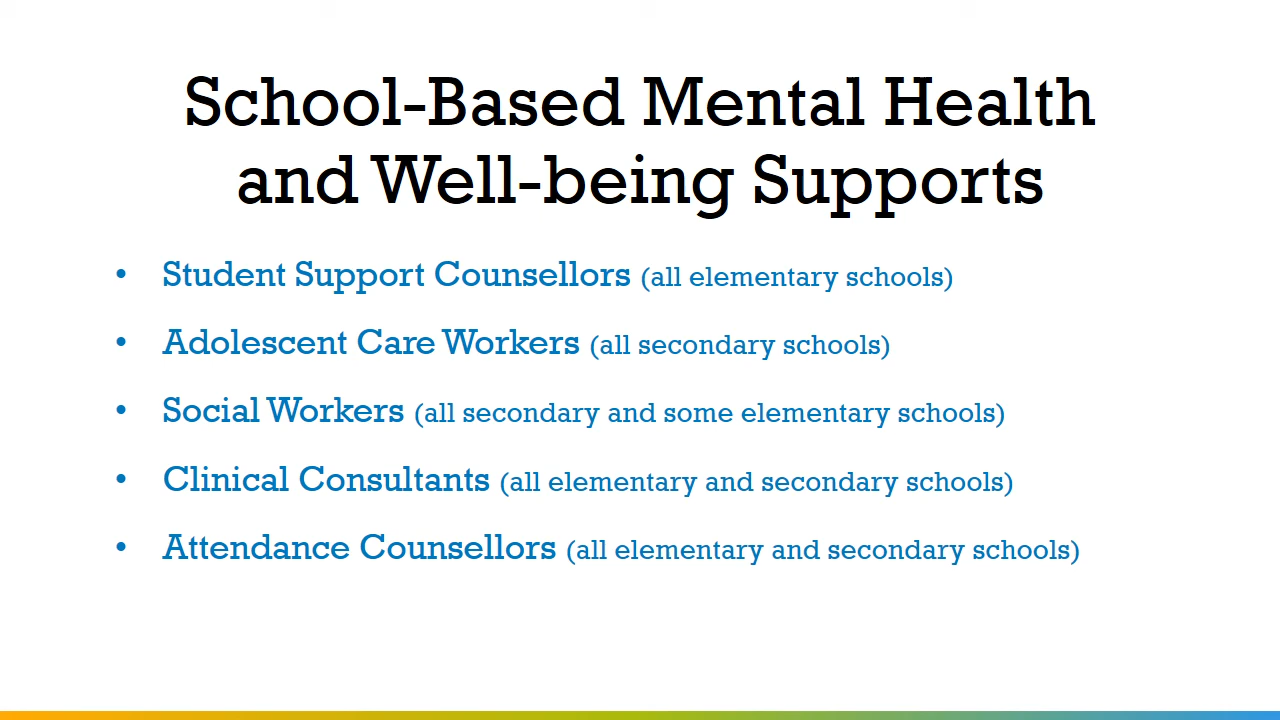 School-Based Mental Health
and Well-being Supports
• Student Support Counsellors (all elementary schools)
• Adolescent Care Workers (all secondary schools)
• Social Workers (all secondary and some elementary schools)
• Clinical Consultants (all elementary and secondary schools)
• Attendance Counsellors (all elementary and secondary schools)